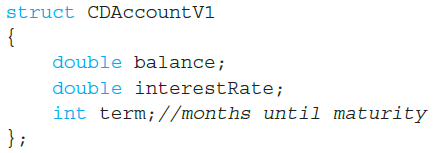 struct CDAccountV1
{
    double balance;
    double interestRate;
    int term;//months until maturity
};